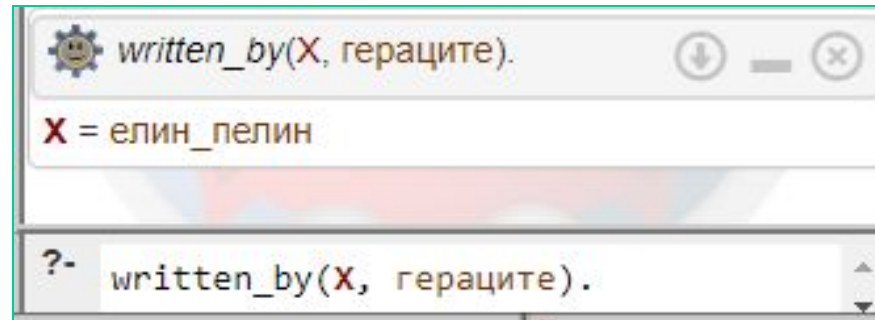 written_by(X, гераците).
X = елин_пелин
?- written_by(X, гераците).